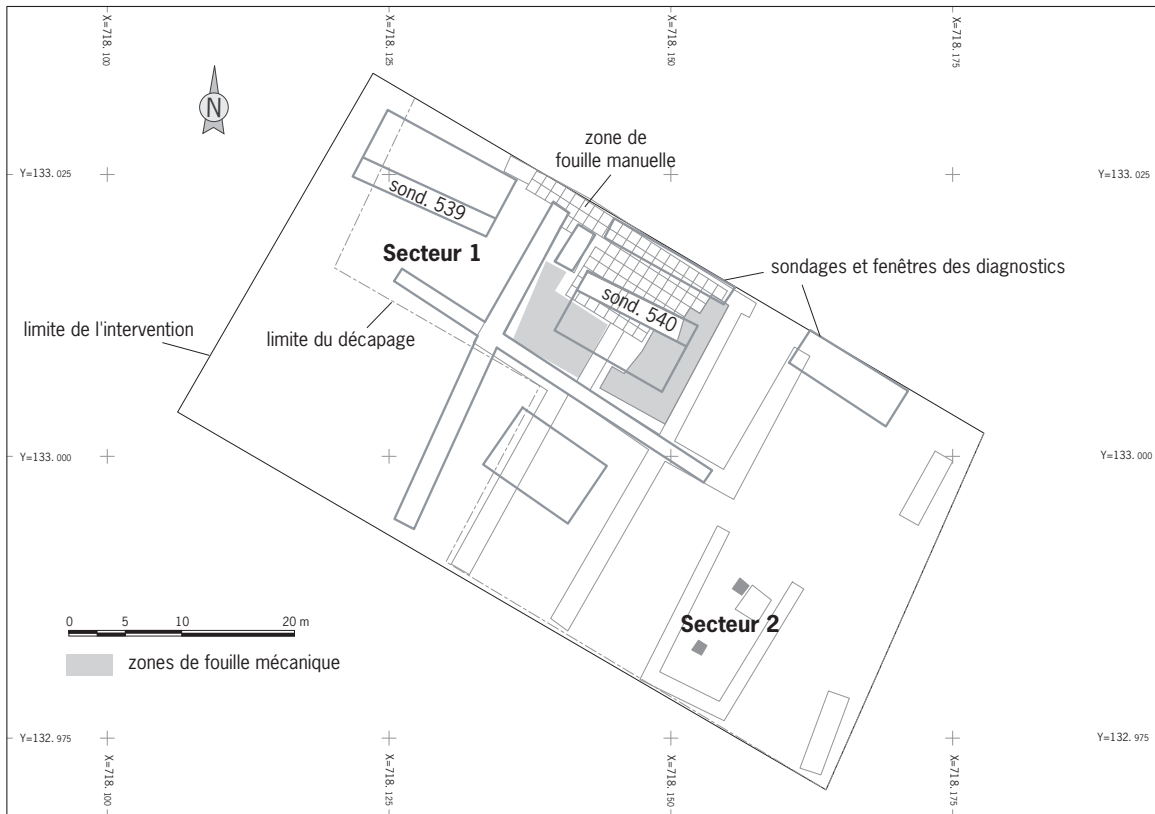 X=718. 100
X=718. 125
X=718. 150
X=718. 175
N
zone de
fouille manuelle
Y=133. 025
Y=133. 025
sond. 539
Secteur 1
sondages et fenêtres des diagnostics
sond. 540
limite de l'intervention
limite du décapage
Y=133. 000
Y=133. 000
0 5 10 20 m
Secteur 2
zones de fouille mécanique
Y=132. 975
Y=132. 975
X=718. 100
X=718. 125
X=718. 150
X=718. 175